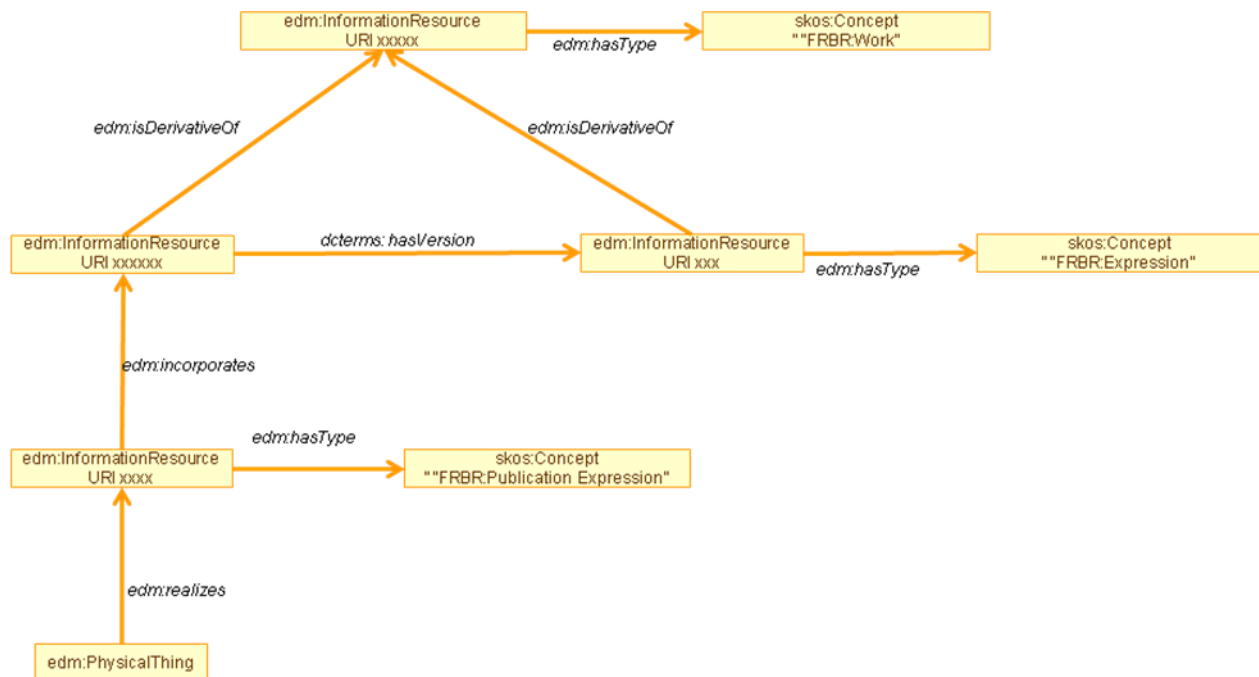 edm:InformationResource
URI xxxxx
edm:hasType
skos:Concept
""FRBR:Work"
edm:isDerivativeOf
edm:isDerivativeOf
edm:InformationResource
URI xxxxxx
dcterms: hasVersion
edm:InformationResource
URI xxx
edm:hasType
skos:Concept
""FRBR:Expression"
edm:incorporates
edm:InformationResource
URI xxxx
edm:hasType
skos:Concept
""FRBR:Publication Expression"
edm:realizes
edm:PhysicalThing